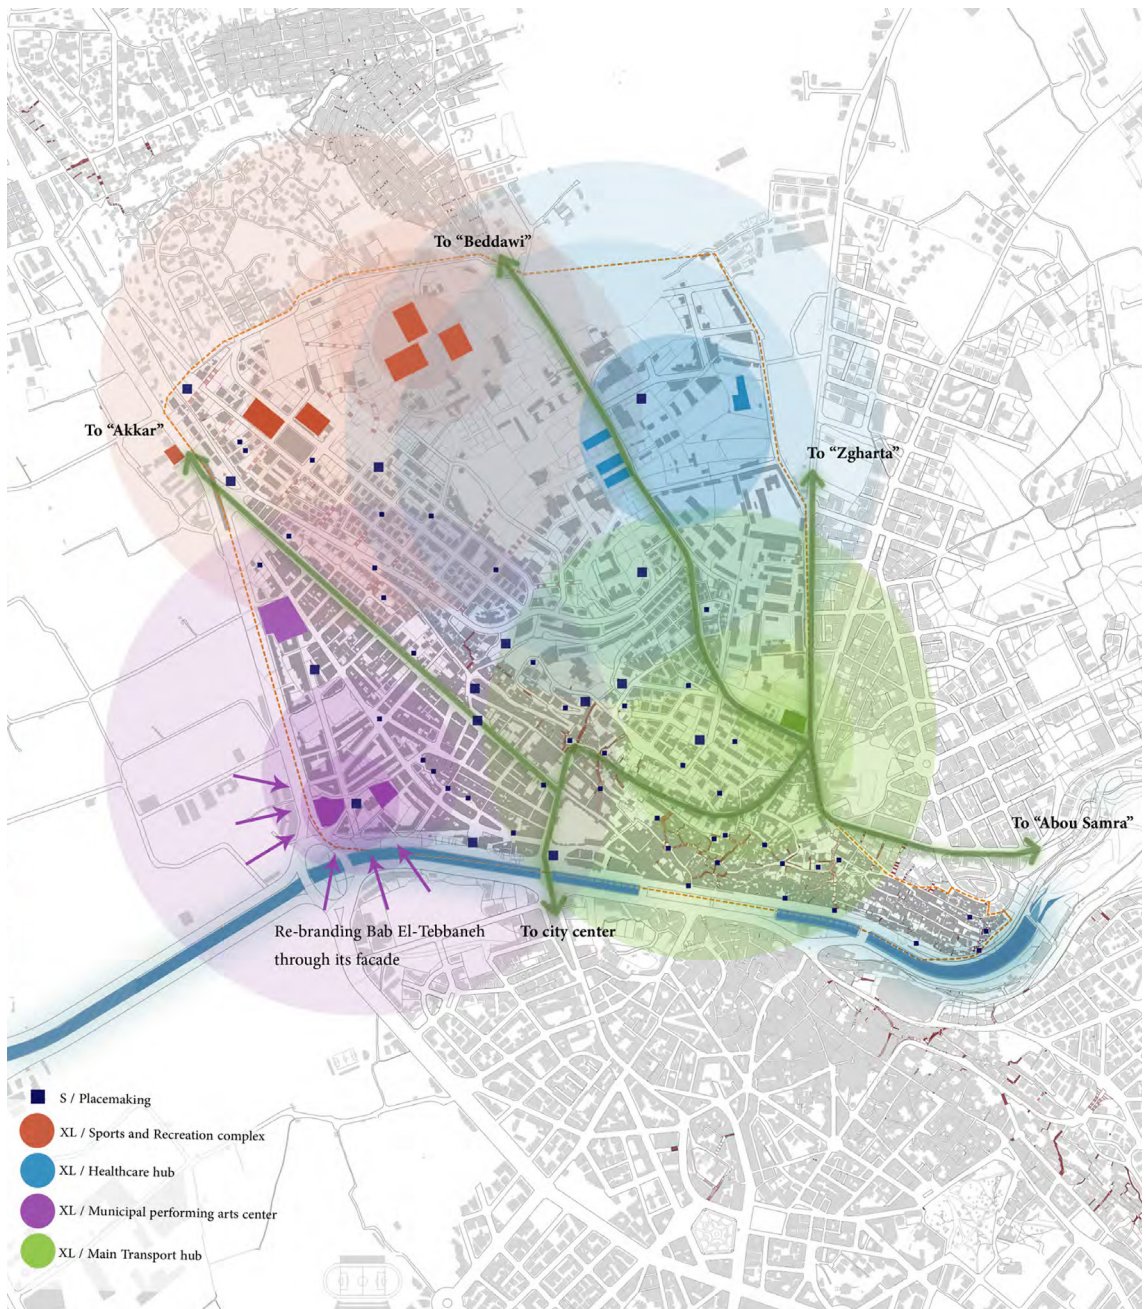 To “Beddawi”
To “Akkar”
To “Zgharta”
To “Abou Samra”
Re-branding Bab El-Tebbaneh
through its facade
To city center
S / Placemaking
XL / Sports and Recreation complex
XL / Healthcare hub
XL / Municipal performing arts center
XL / Main Transport hub